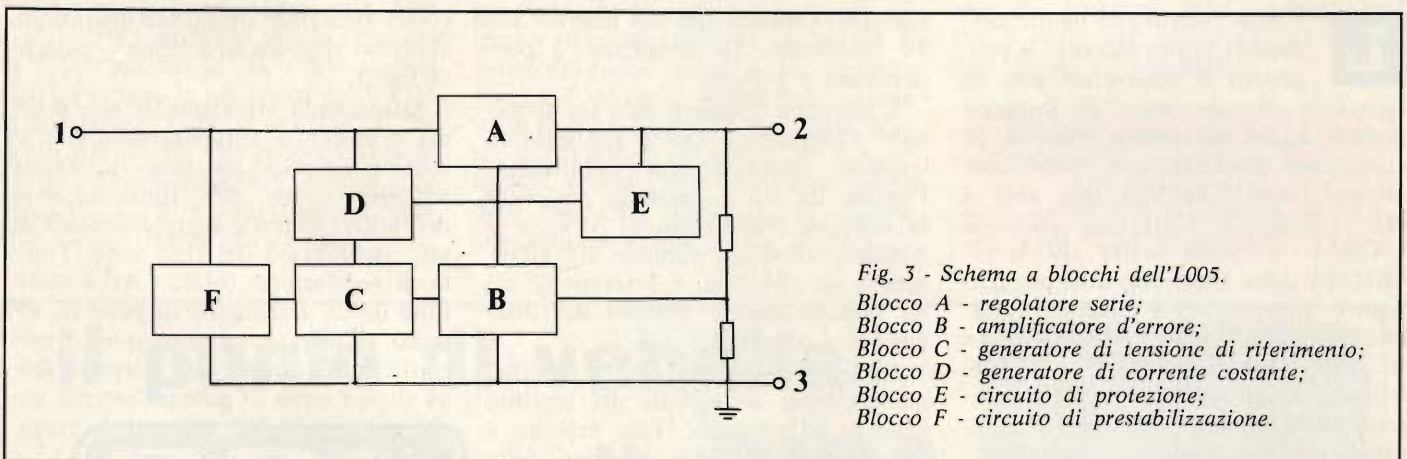 A
1
2
D
E
F
C
B
3
Fig. 3 - Schema a blocchi dell'L005.
Blocco A - regolatore serie;
Blocco B - amplificatore d'errore;
Blocco C - generatore di tensione di riferimento;
Blocco D - generatore di corrente costante;
Blocco E - circuito di protezione;
Blocco F - circuito di prestabilizzazione.